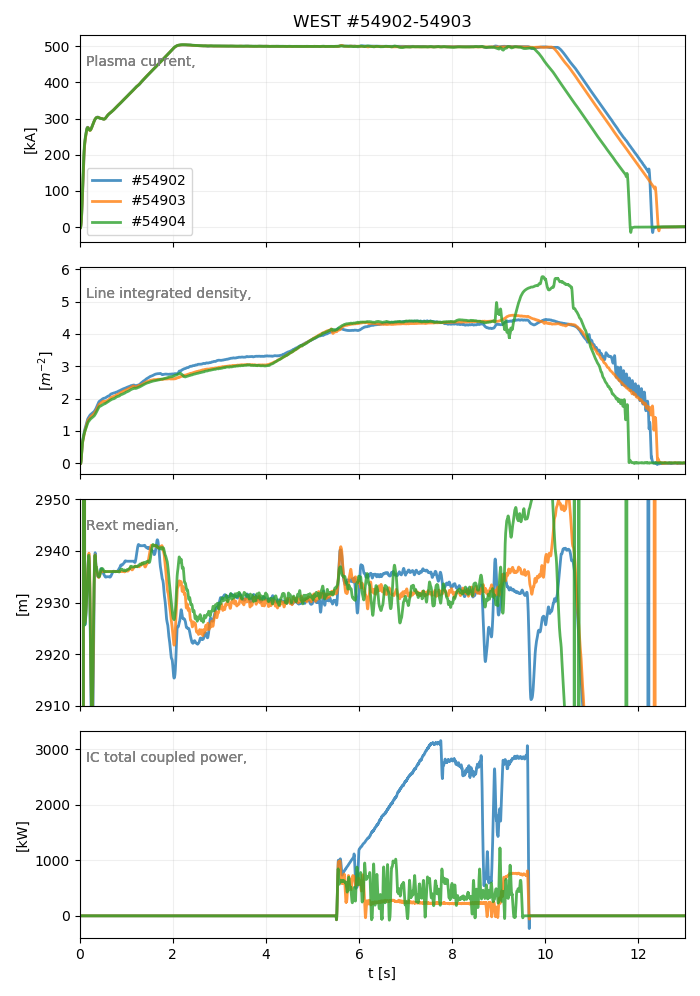 WEST #54902-54903
500
400
300
200
100
0
[kA]
Plasma current,
#54902
#54903
#54904
6
5
4
3
2
1
0
[m⁻²]
Line integrated density,
2950
2940
2930
2920
2910
[m]
Rext median,
3000
2000
1000
0
[kW]
IC total coupled power,
0 2 4 6 8 10 12
t [s]